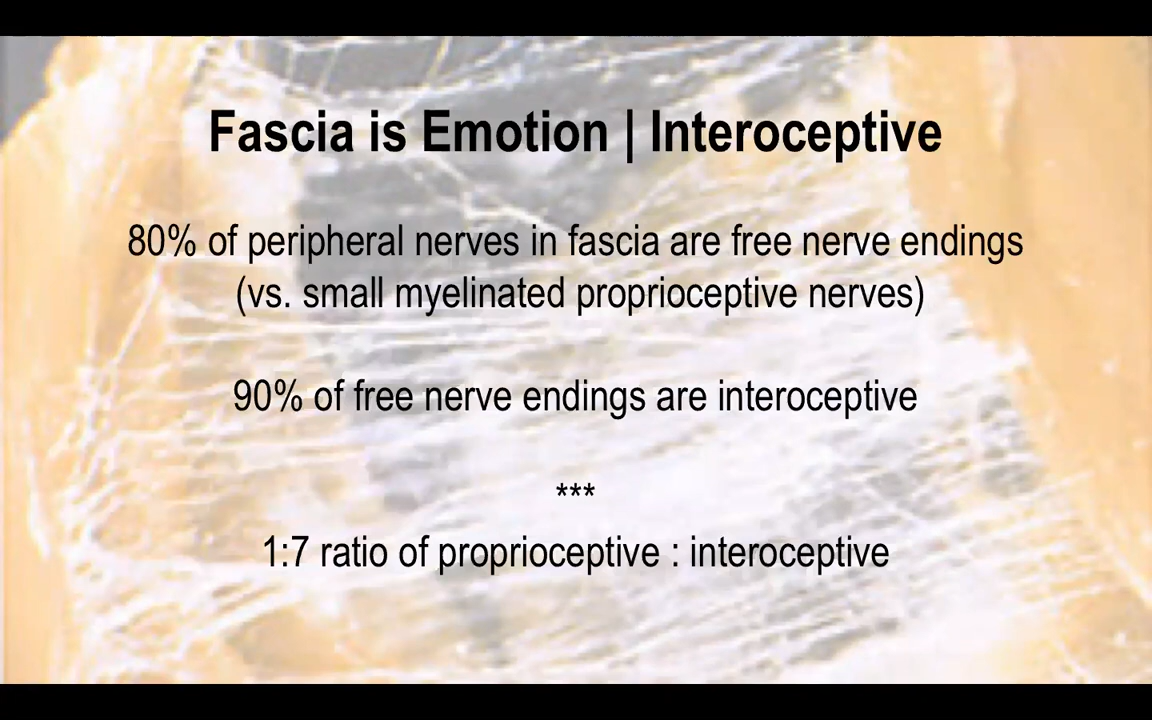 Fascia is Emotion | Interoceptive
80% of peripheral nerves in fascia are free nerve endings
(vs. small myelinated proprioceptive nerves)
90% of free nerve endings are interoceptive
***
1:7 ratio of proprioceptive : interoceptive